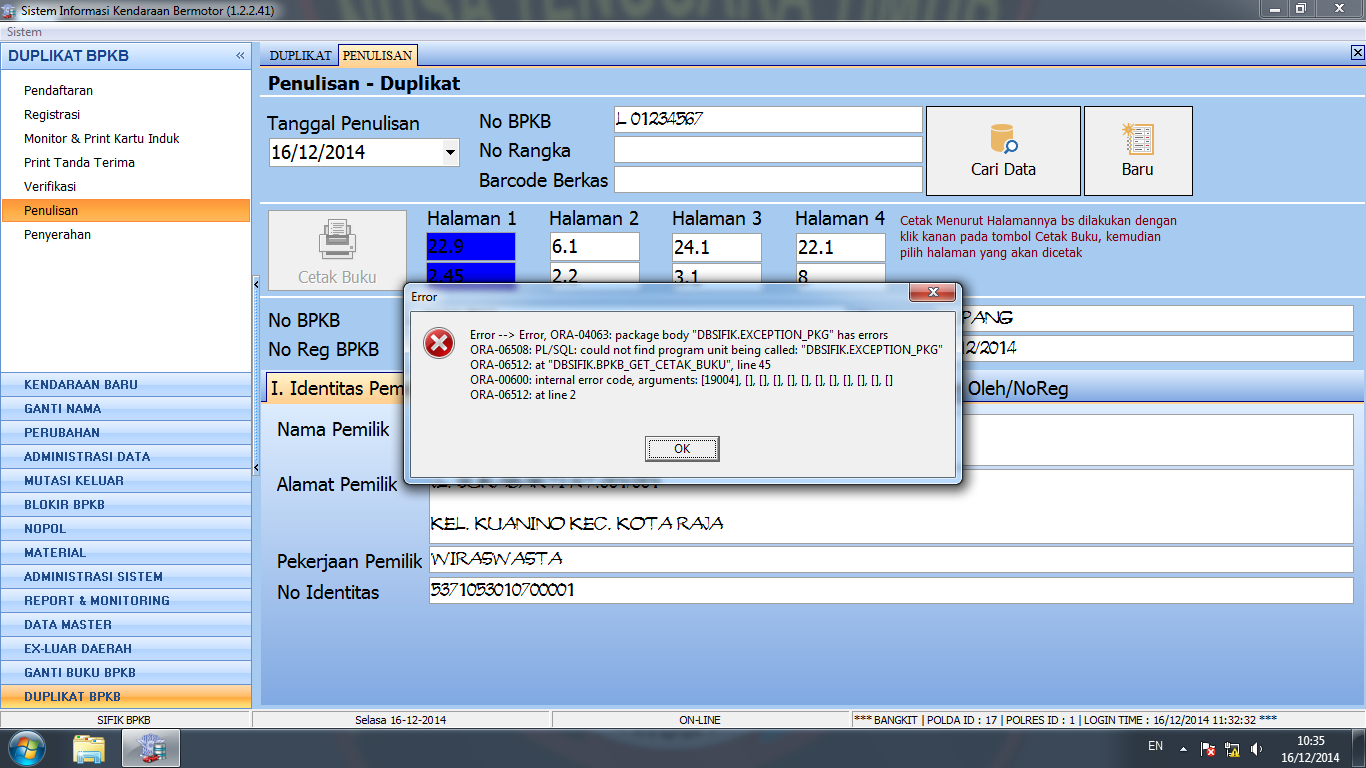 NUSA TENGGARA TIMUR
Sistem Informasi Kendaraan Bermotor (1.2.2.41)
Sistem
DUPLIKAT BPKB
«
DUPLIKAT
PENULISAN
Pendaftaran
Registrasi
Monitor & Print Kartu Induk
Print Tanda Terima
Verifikasi
Penulisan
Penyerahan
Penulisan - Duplikat
Tanggal Penulisan
16/12/2014
No BPKB
L 01234567
No Rangka
Barcode Berkas
Cari Data
Baru
Cetak Buku
Halaman 1
Halaman 2
Halaman 3
Halaman 4
22.9
6.1
24.1
22.1
2.45
2.2
3.1
8
Cetak Menurut Halamannya bs dilakukan dengan
klik kanan pada tombol Cetak Buku, kemudian
pilih halaman yang akan dicetak
No BPKB
PANG
No Reg BPKB
12/2014
Error
Error --> Error, ORA-04063: package body "DBSIFIK.EXCEPTION_PKG" has errors
ORA-06508: PL/SQL: could not find program unit being called: "DBSIFIK.EXCEPTION_PKG"
ORA-06512: at "DBSIFIK.BPKB_GET_CETAK_BUKU", line 45
ORA-00600: internal error code, arguments: [19004], [], [], [], [], [], [], [], [], [], [], []
ORA-06512: at line 2
OK
I. Identitas Pem
Oleh/NoReg
Nama Pemilik
Alamat Pemilik
KEL. KUANINO KEC. KOTA RAJA
Pekerjaan Pemilik
WIRASWASTA
No Identitas
5371053010700001
KENDARAAN BARU
GANTI NAMA
PERUBAHAN
ADMINISTRASI DATA
MUTASI KELUAR
BLOKIR BPKB
NOPOL
MATERIAL
ADMINISTRASI SISTEM
REPORT & MONITORING
DATA MASTER
EX-LUAR DAERAH
GANTI BUKU BPKB
DUPLIKAT BPKB
SIFIK BPKB
Selasa 16-12-2014
ON-LINE
*** BANGKIT | POLDA ID : 17 | POLRES ID : 1 | LOGIN TIME : 16/12/2014 11:32:32 ***
EN
10:35
16/12/2014